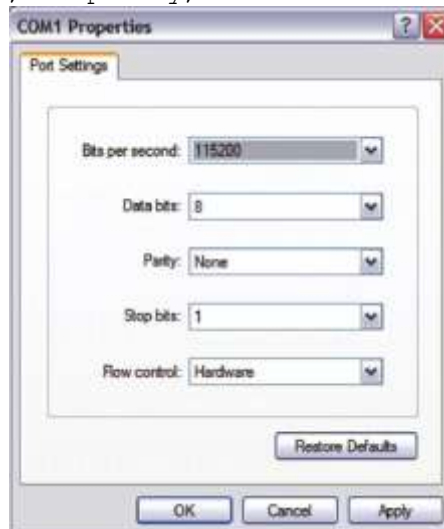 COM1 Properties
Port Settings
Bits per second: 115200
Data bits: 8
Parity: None
Stop bits: 1
Flow control: Hardware
Restore Defaults
OK Cancel Apply